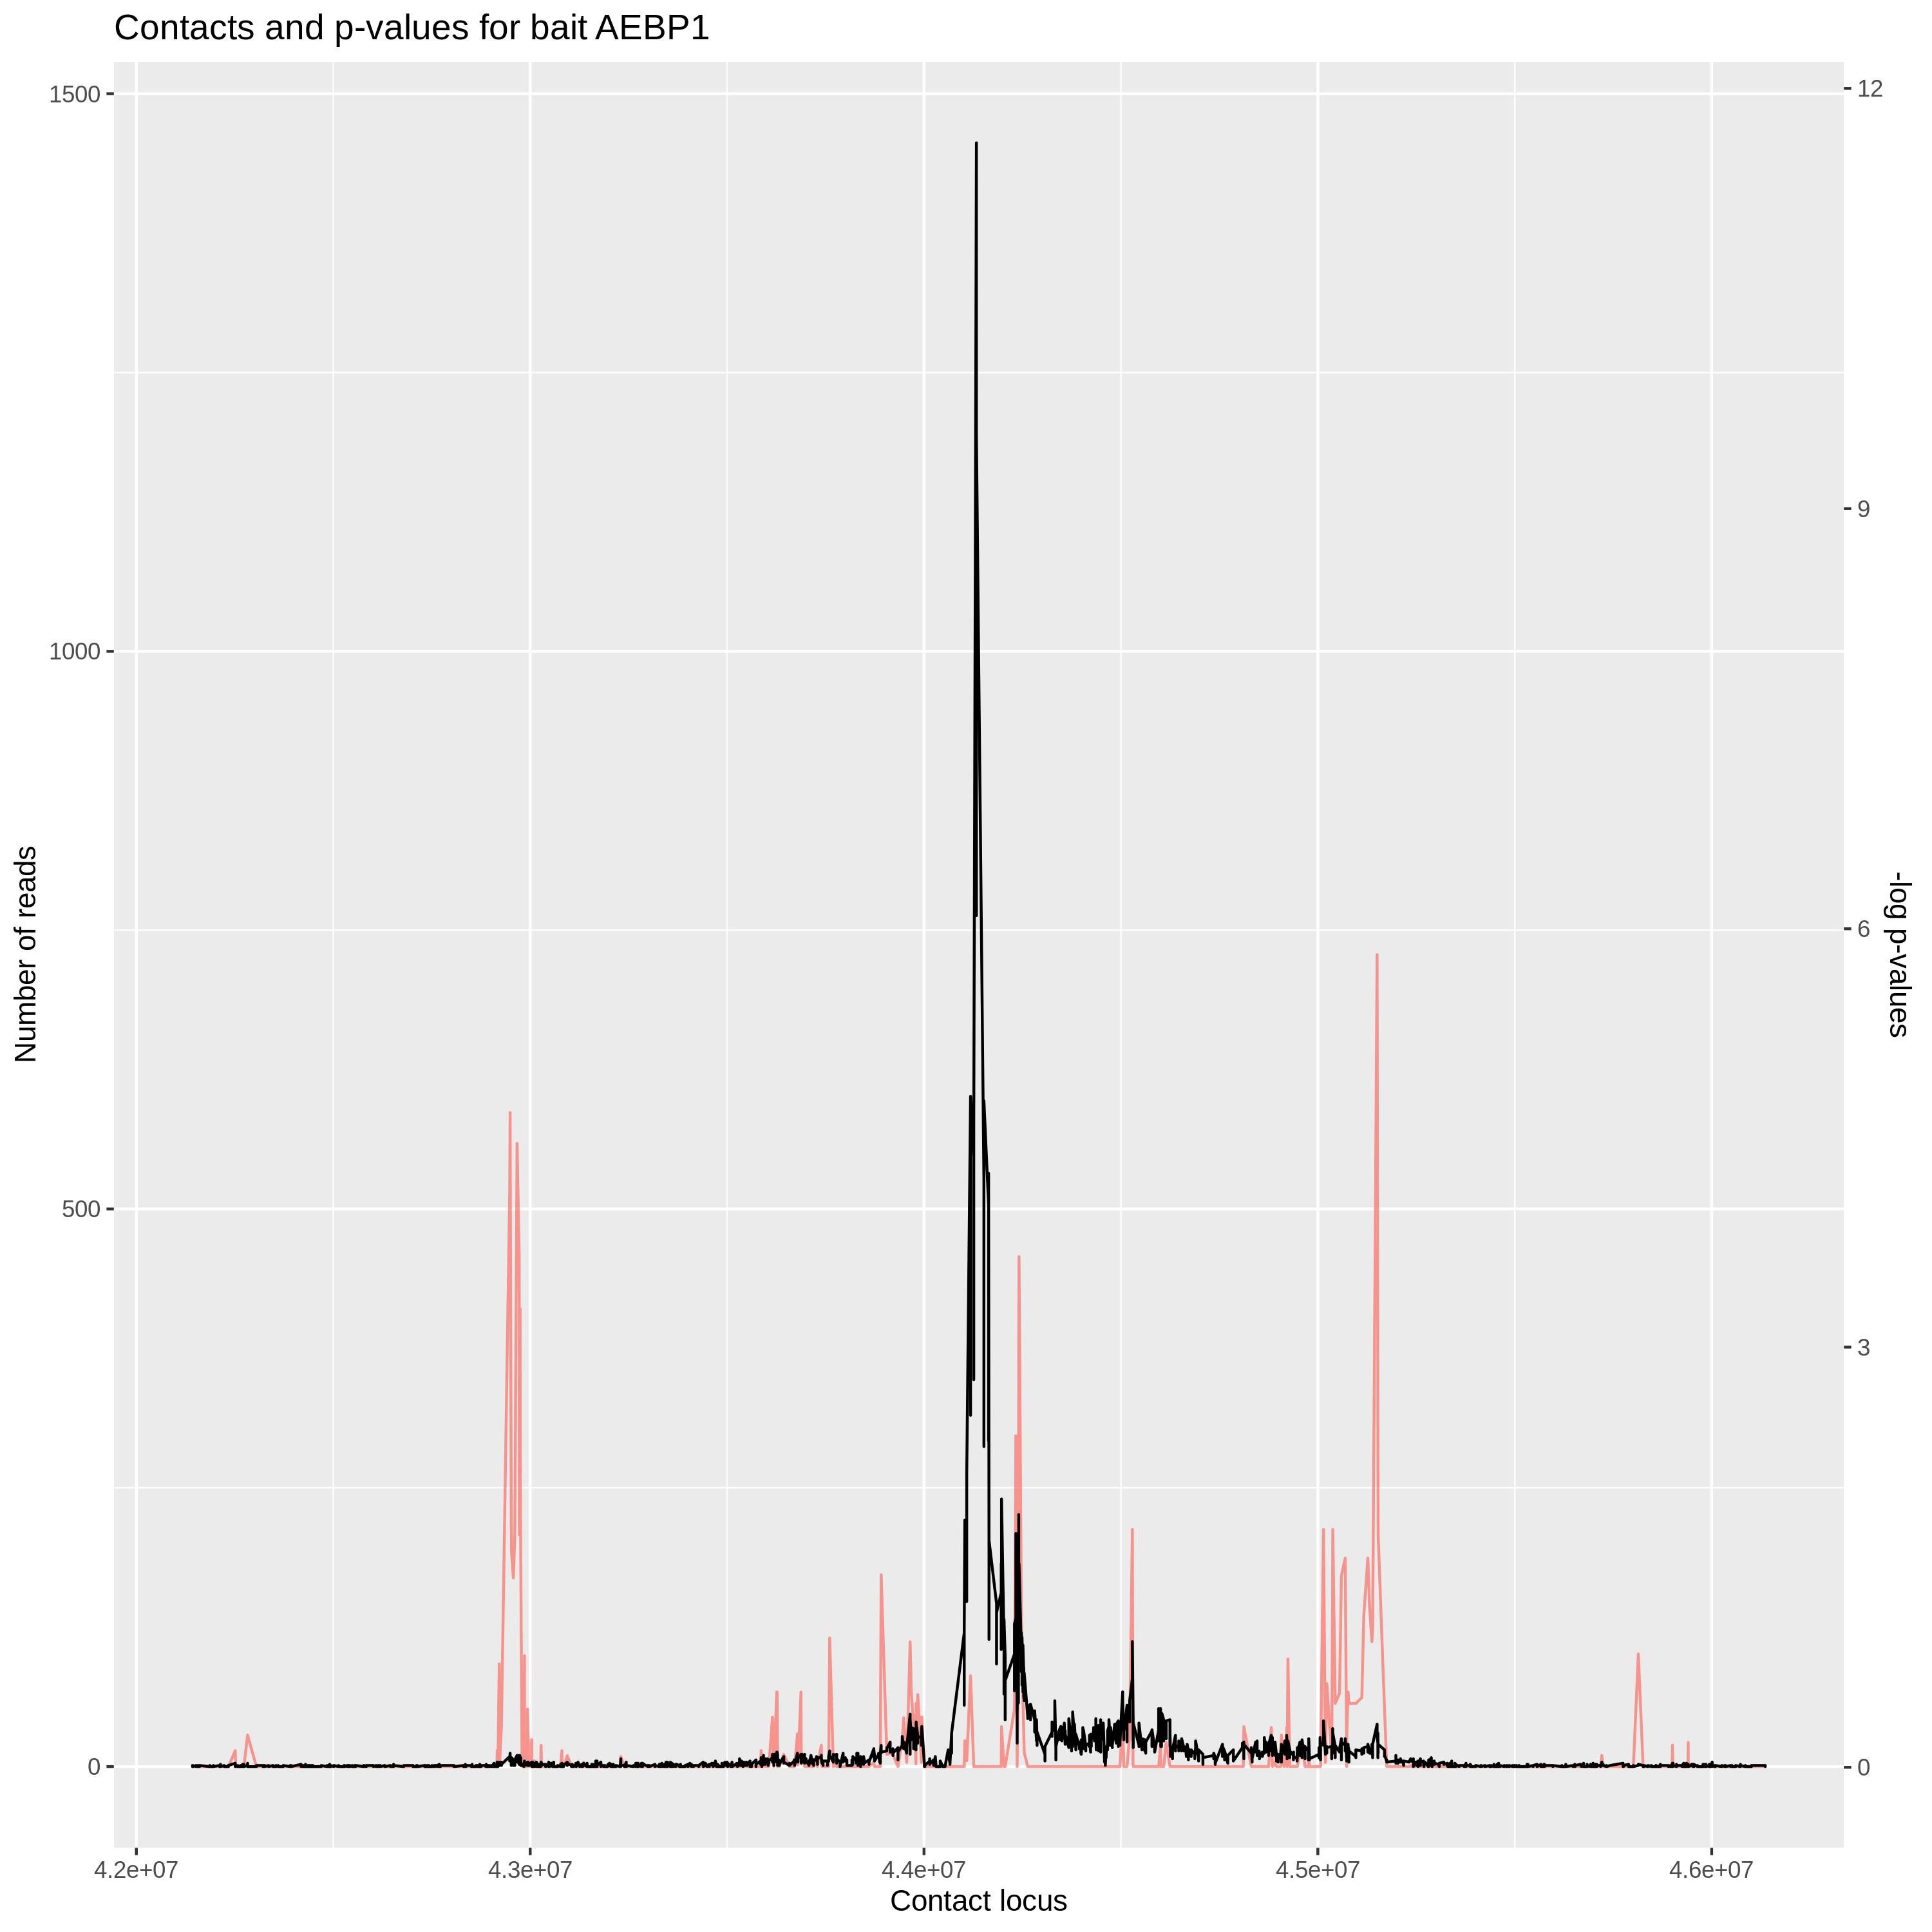 Contacts and p-values for bait AEBP1
1500
1000
500
0
Number of reads
12
9
6
3
0
-log p-values
4.2e+07
4.3e+07
4.4e+07
4.5e+07
4.6e+07
Contact locus